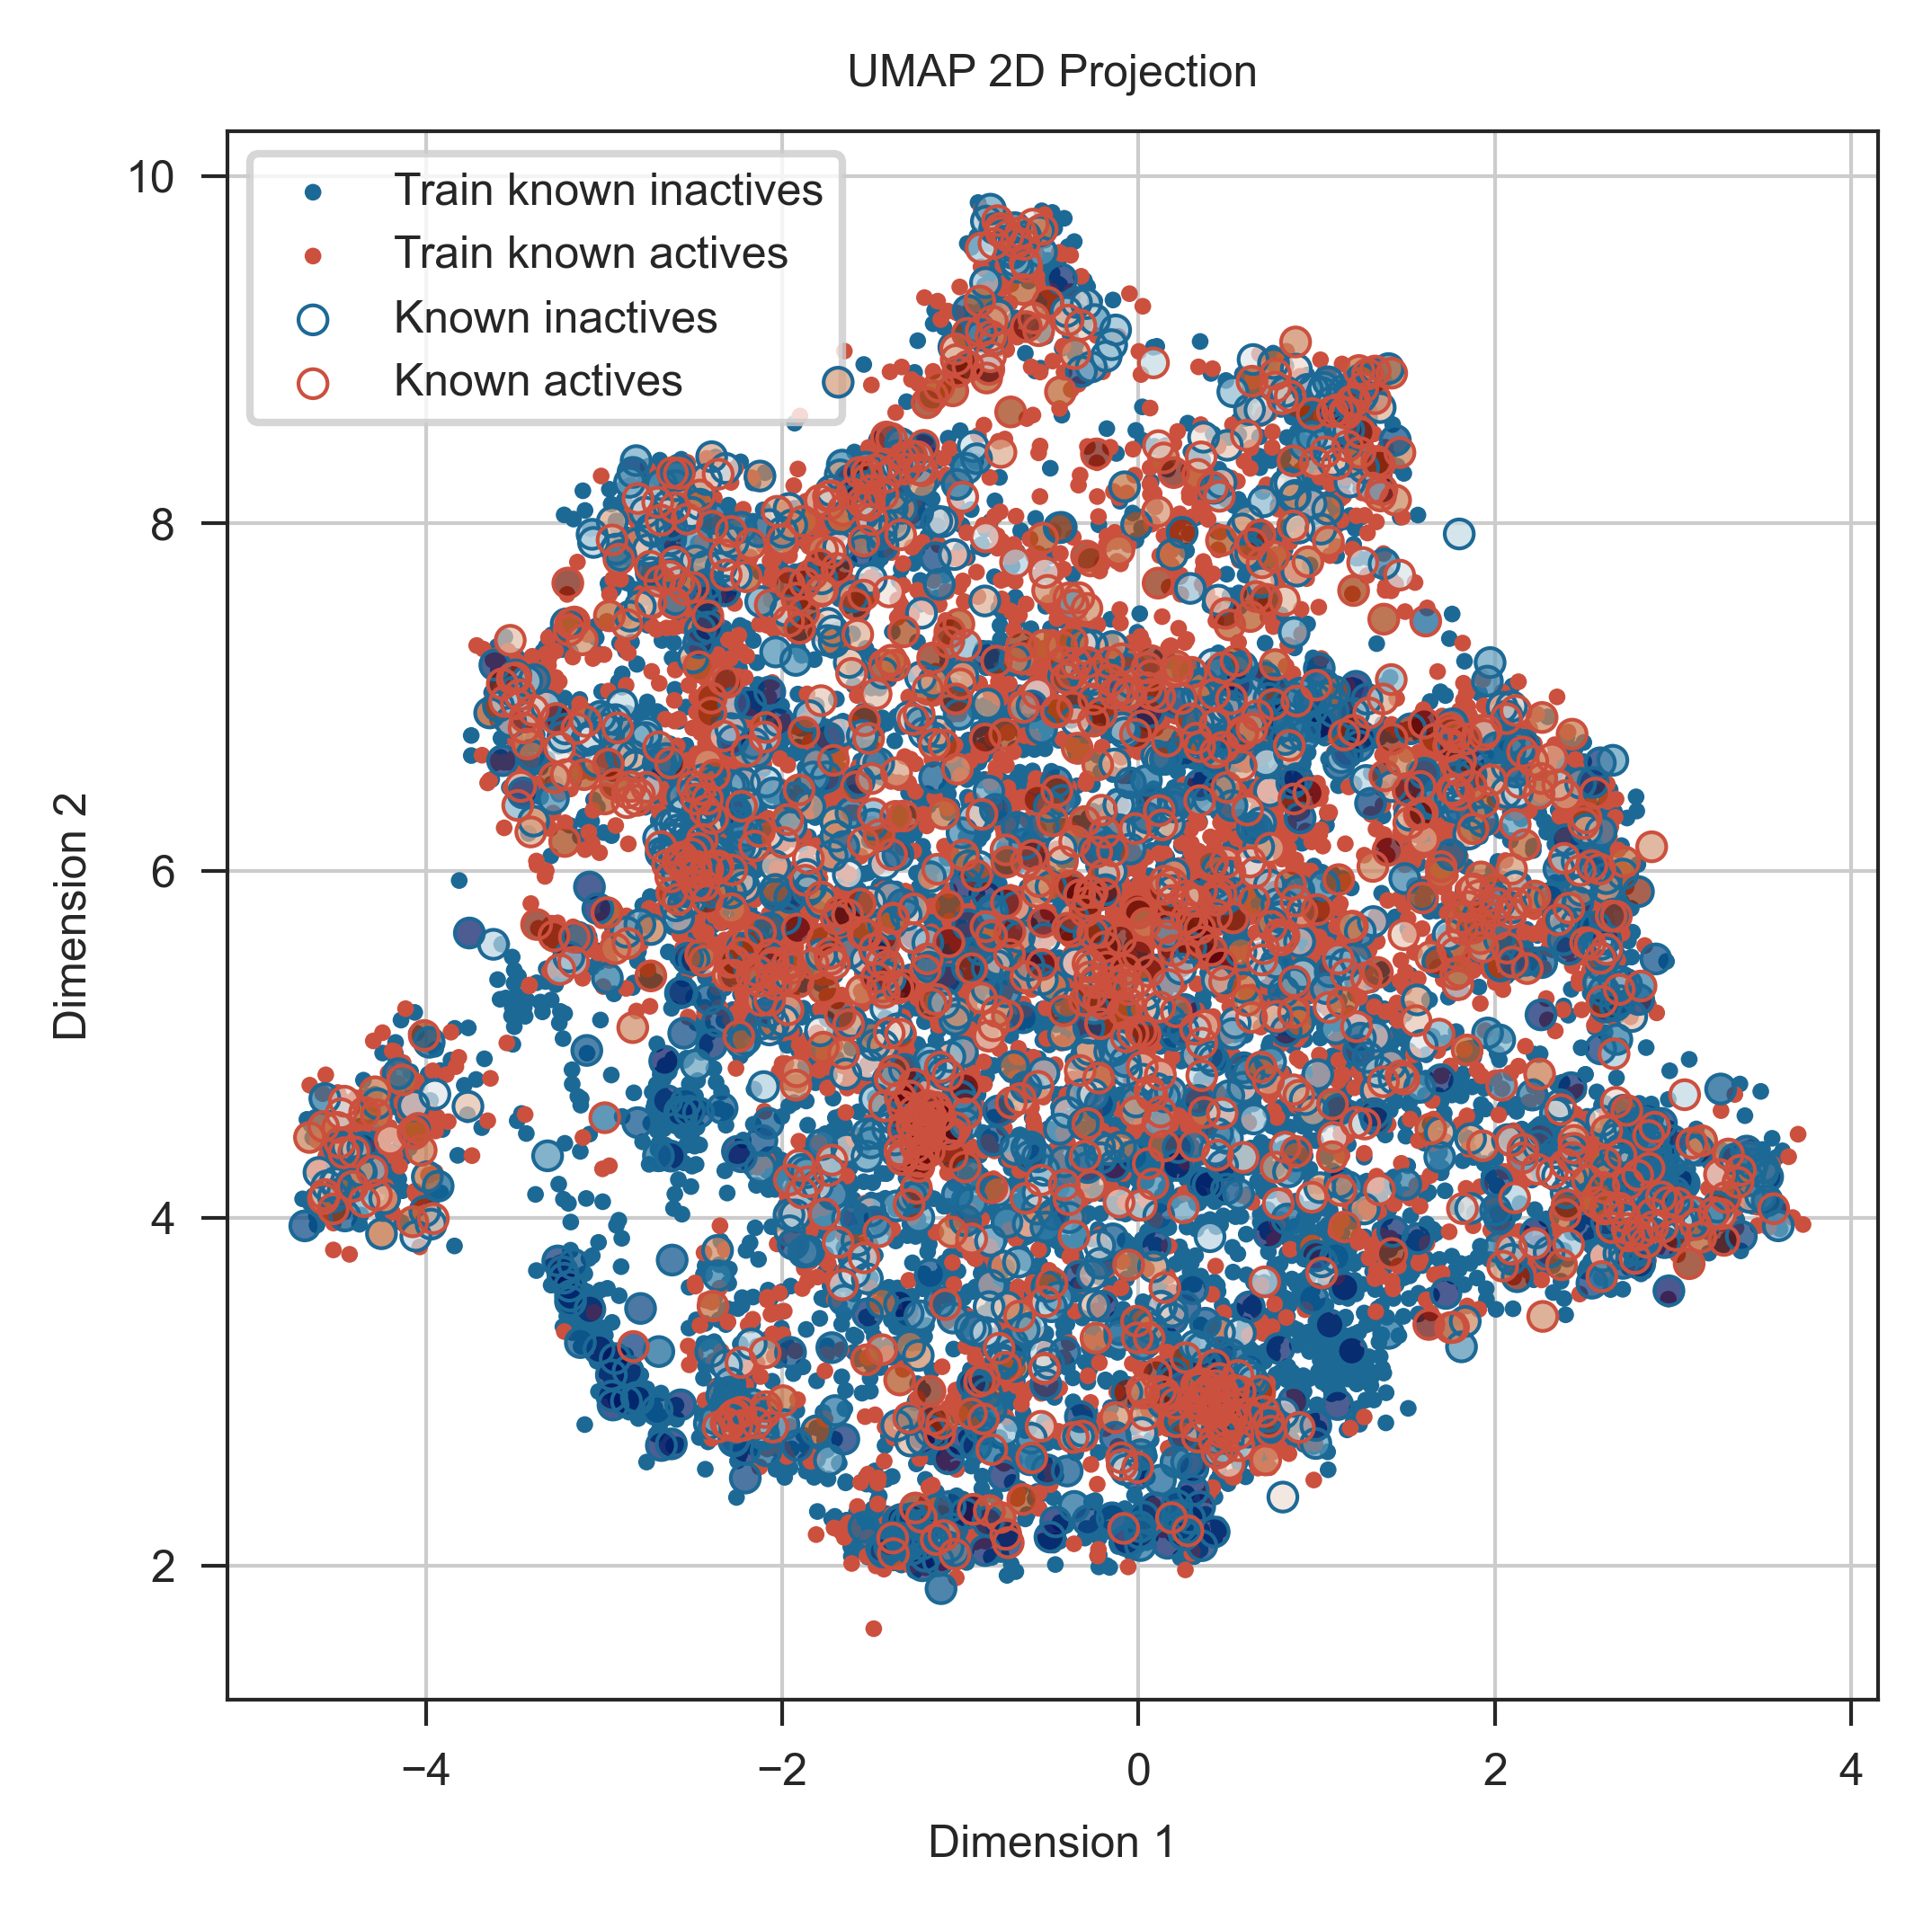 UMAP 2D Projection
Train known inactives
Train known actives
Known inactives
Known actives
10
8
6
4
2
Dimension 2
−4
−2
0
2
4
Dimension 1